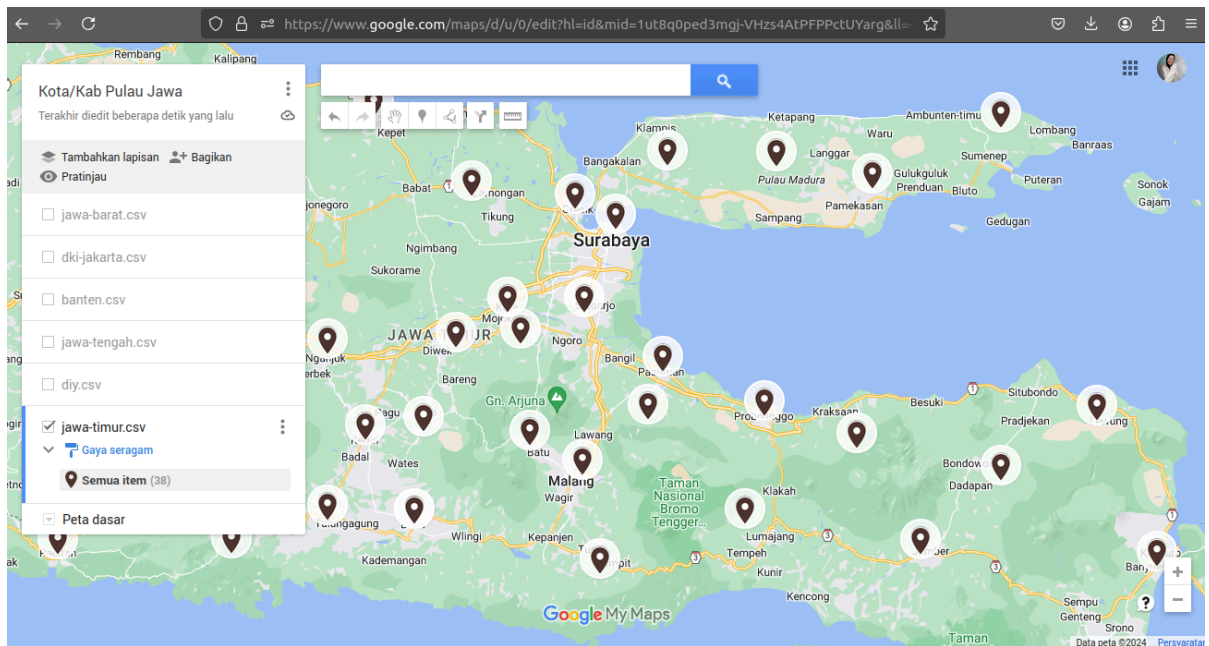 https://www.google.com/maps/d/u/0/edit?hl=id&mid=1ut8q0ped3mgj-VHzs4AtPFPPctUYarg&ll=-
Rembang
Kalipang
Kota/Kab Pulau Jawa
Terakhir diedit beberapa detik yang lalu
Tambahkan lapisan
Bagikan
Pratinjau
jawa-barat.csv
dki-jakarta.csv
banten.csv
jawa-tengah.csv
diy.csv
jawa-timur.csv
Gaya seragam
Semua item (38)
Peta dasar
Kepet
Klampis
Ketapang
Ambunten-timu
Waru
Lombang
Banraas
Langgar
Sumenep
Bangakalan
Pulau Madura
Gulukguluk
Prenduan
Bluto
Puteran
Sonok
Gajam
Babat
Tikung
Pamekasan
Sampang
Gedugan
Surabaya
Ngimbang
Sukorame
Diwek
Ngoro
Nganjuk
Bangil
Bareng
Gn. Arjuna
Besuki
Situbondo
Kraksaan
Pradjekan
Lawang
Batu
Badal
Wates
Malang
Wagir
Taman
Nasional
Bromo
Tengger...
Klakah
Dadapan
Wlingi
Kepanjen
Lumajang
Tempeh
Kunir
Kademangan
Kencong
Sempu
Genteng
Srono
Taman
Google My Maps
Data peta ©2024
Persyaratan